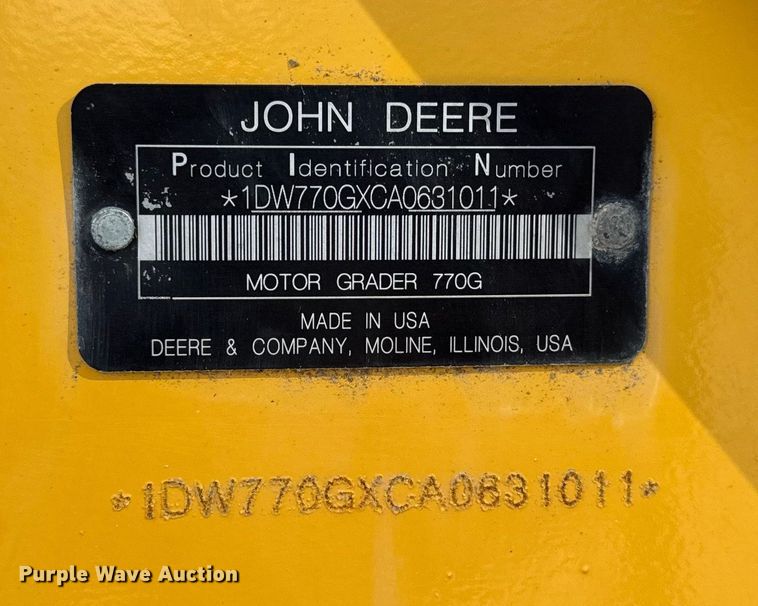 JOHN DEERE
Product Identification Number
*1DW770GXCA0631011*
MOTOR GRADER 770G
MADE IN USA
DEERE & COMPANY, MOLINE, ILLINOIS, USA
*1DW770GXCA0631011*
Purple Wave Auction